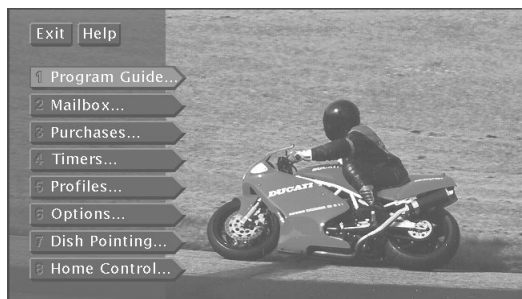 Exit Help
1 Program Guide...
2 Mailbox...
3 Purchases...
4 Timers...
5 Profiles...
6 Options...
7 Dish Pointing...
8 Home Control...
DUCATI